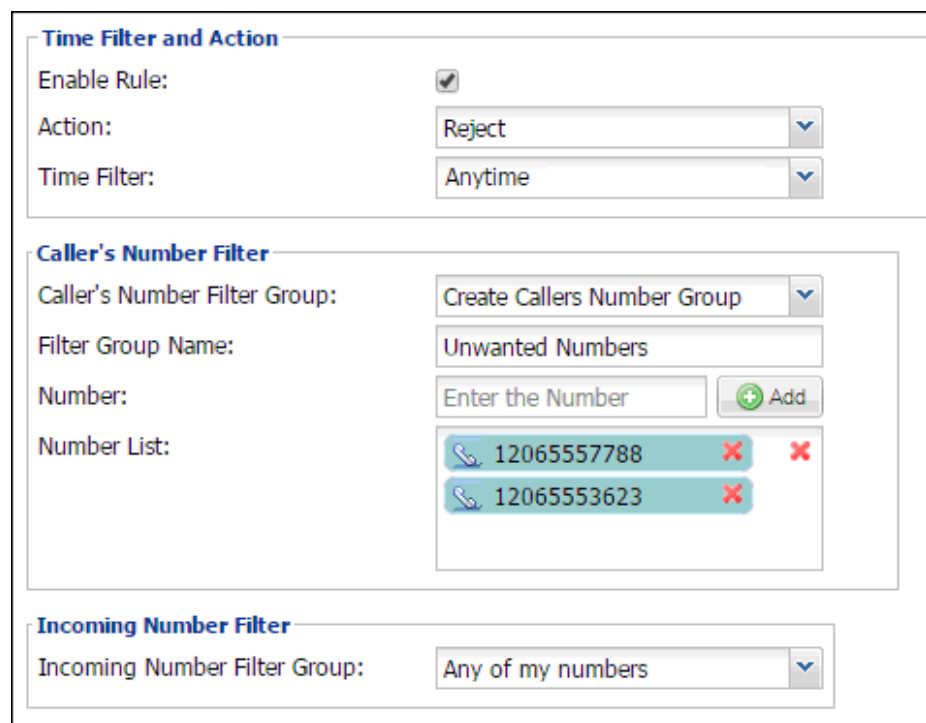 Time Filter and Action
Enable Rule:
Action: Reject
Time Filter: Anytime
Caller's Number Filter
Caller's Number Filter Group: Create Callers Number Group
Filter Group Name: Unwanted Numbers
Number: Enter the Number Add
Number List: 12065557788
12065553623
Incoming Number Filter
Incoming Number Filter Group: Any of my numbers